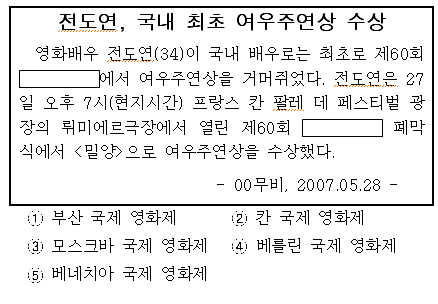 전도연, 국내 최초 여우주연상 수상
영화배우 전도연(34)이 국내 배우로는 최초로 제60회
에서 여우주연상을 거머쥐었다. 전도연은 27
일 오후 7시(현지시간) 프랑스 칸 팔레 데 페스티벌 광
장의 뤼미에르극장에서 열린 제60회 폐막
식에서 <밀양>으로 여우주연상을 수상했다.
- 00무비, 2007.05.28 -
① 부산 국제 영화제 ② 칸 국제 영화제
③ 모스크바 국제 영화제 ④ 베를린 국제 영화제
⑤ 베네치아 국제 영화제